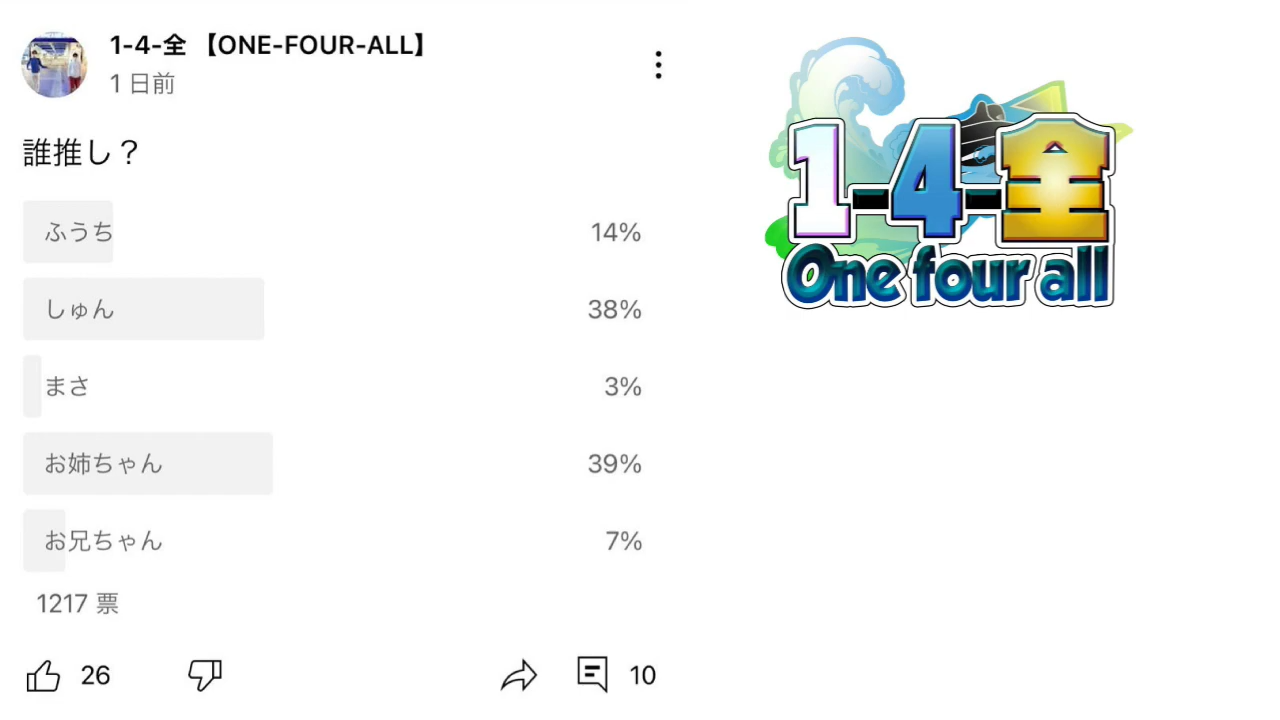 1-4-全 【ONE-FOUR-ALL】
1 日前
誰推し？
ふうち 14%
しゅん 38%
まさ 3%
お姉ちゃん 39%
お兄ちゃん 7%
1217 票
26
10
1-4-全
One four all